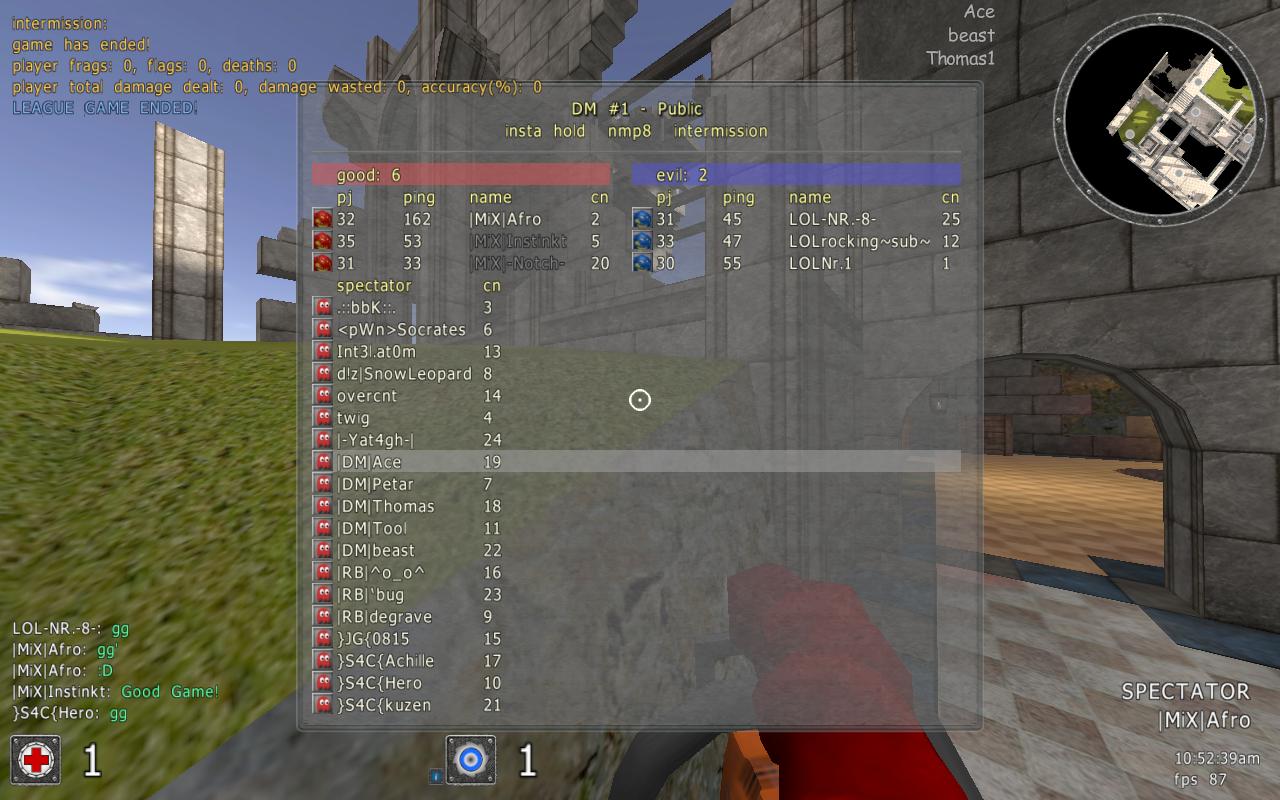 intermission:
game has ended!
player frags: 0, flags: 0, deaths: 0
player total damage dealt: 0, damage wasted: 0, accuracy(%): 0
LEAGUE GAME ENDED!
Ace
beast
Thomas1
DM #1 - Public
insta hold nmp8 intermission
good: 6 evil: 2
pj ping name cn pj ping name cn
32 162 |MiX|Afro 2 31 45 LOL-NR.-8- 25
35 53 |MiX|Instinkt 5 33 47 LOLrocking~sub~ 12
31 33 |MiX|-Notch- 20 30 55 LOLNr.1 1
spectator cn
.::bbK::. 3
<pWn>Socrates 6
Int3l.at0m 13
d!z|SnowLeopard 8
overcnt 14
twig 4
|-Yat4gh-| 24
|DM|Ace 19
|DM|Petar 7
|DM|Thomas 18
|DM|Tool 11
|DM|beast 22
|RB|^o_o^ 16
|RB|'bug 23
|RB|degrave 9
}JG{0815 15
}S4C{Achille 17
}S4C{Hero 10
}S4C{kuzen 21
LOL-NR.-8-: gg
|MiX|Afro: gg'
|MiX|Afro: :D
|MiX|Instinkt: Good Game!
}S4C{Hero: gg
SPECTATOR
|MiX|Afro
10:52:39am
fps 87
1 1